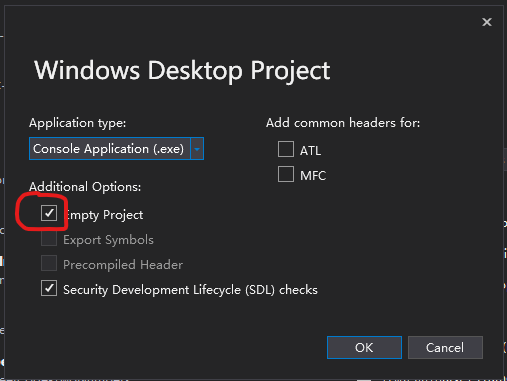 Windows Desktop Project
Application type:
Console Application (.exe)
Additional Options:
Empty Project
Export Symbols
Precompiled Header
Security Development Lifecycle (SDL) checks
Add common headers for:
ATL
MFC
OK
Cancel